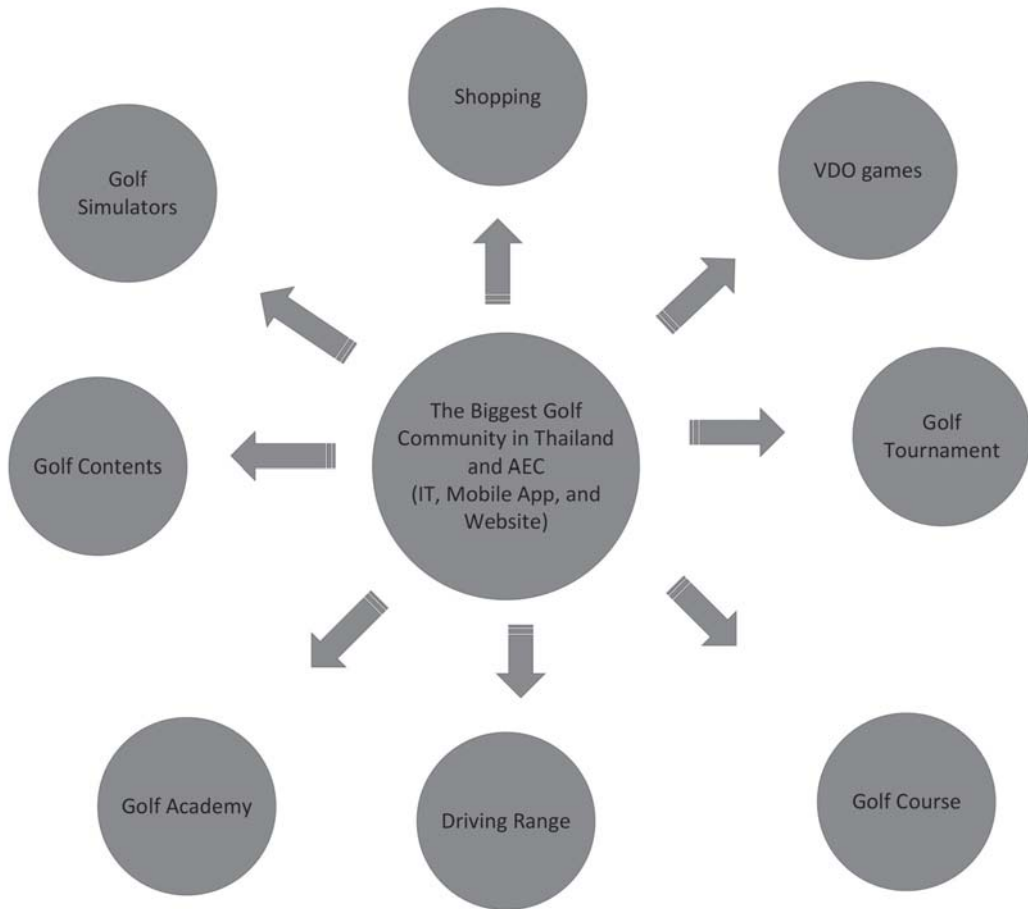 Shopping
VDO games
Golf
Simulators
Golf
Tournament
The Biggest Golf
Community in Thailand
and AEC
(IT, Mobile App, and
Website)
Golf Contents
Golf Academy
Driving Range
Golf Course